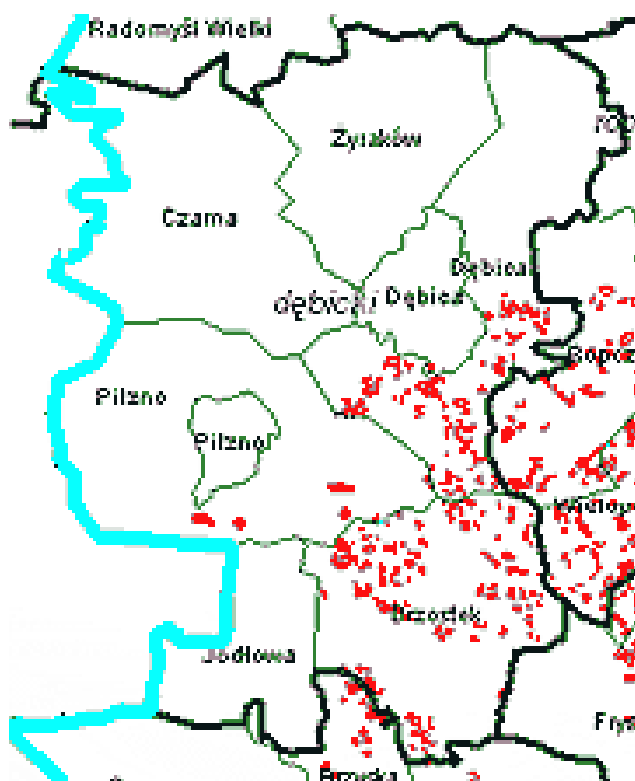 Radomyśl Wielki
Żyraków
Czarna
Dębica
dębicki
Dębica
Pilzno
Pilzno
Brzostek
Jodłowa